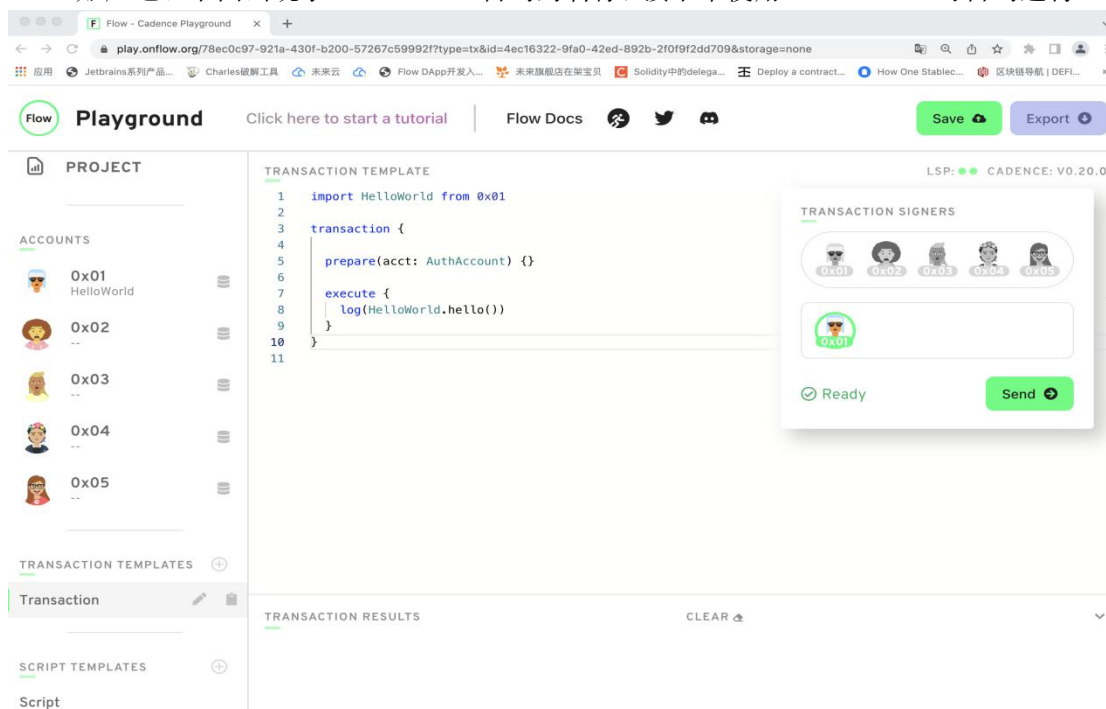 Flow - Cadence Playground
play.onflow.org/78ec0c97-921a-430f-b200-57267c59992f?type=tx&id=4ec16322-9fa0-42ed-892b-2f0f9f2dd709&storage=none
应用 Jetbrains系列产品... Charles破解工具 未来云 Flow DApp开发入... 未来旗舰店在架宝贝 Solidity中的delega... Deploy a contract... How One Stablec... 区块链导航 | DEFI...
Flow Playground Click here to start a tutorial Flow Docs Save Export
PROJECT
TRANSACTION TEMPLATE
LSP: CADENCE: V0.20.0
1 import HelloWorld from 0x01
2
3 transaction {
4
5 prepare(acct: AuthAccount) {}
6
7 execute {
8 log(HelloWorld.hello())
9 }
10 }
11
TRANSACTION SIGNERS
0x01 0x02 0x03 0x04 0x05
0x01
Ready Send
ACCOUNTS
0x01
HelloWorld
0x02
--
0x03
--
0x04
--
0x05
--
TRANSACTION TEMPLATES
Transaction
TRANSACTION RESULTS CLEAR
SCRIPT TEMPLATES
Script